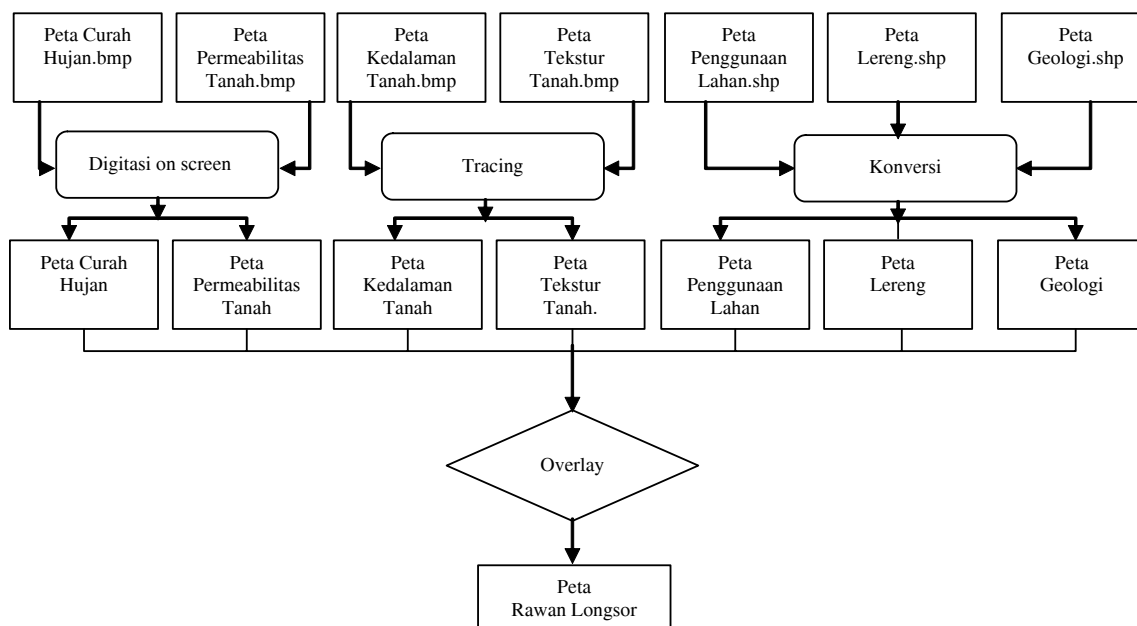 Peta Curah
Hujan.bmp
Peta
Permeabilitas
Tanah.bmp
Peta
Kedalaman
Tanah.bmp
Peta
Tekstur
Tanah.bmp
Peta
Penggunaan
Lahan.shp
Peta
Lereng.shp
Peta
Geologi.shp
Digitasi on screen
Tracing
Konversi
Peta Curah
Hujan
Peta
Permeabilitas
Tanah
Peta
Kedalaman
Tanah
Peta
Tekstur
Tanah.
Peta
Penggunaan
Lahan
Peta
Lereng
Peta
Geologi
Overlay
Peta
Rawan Longsor